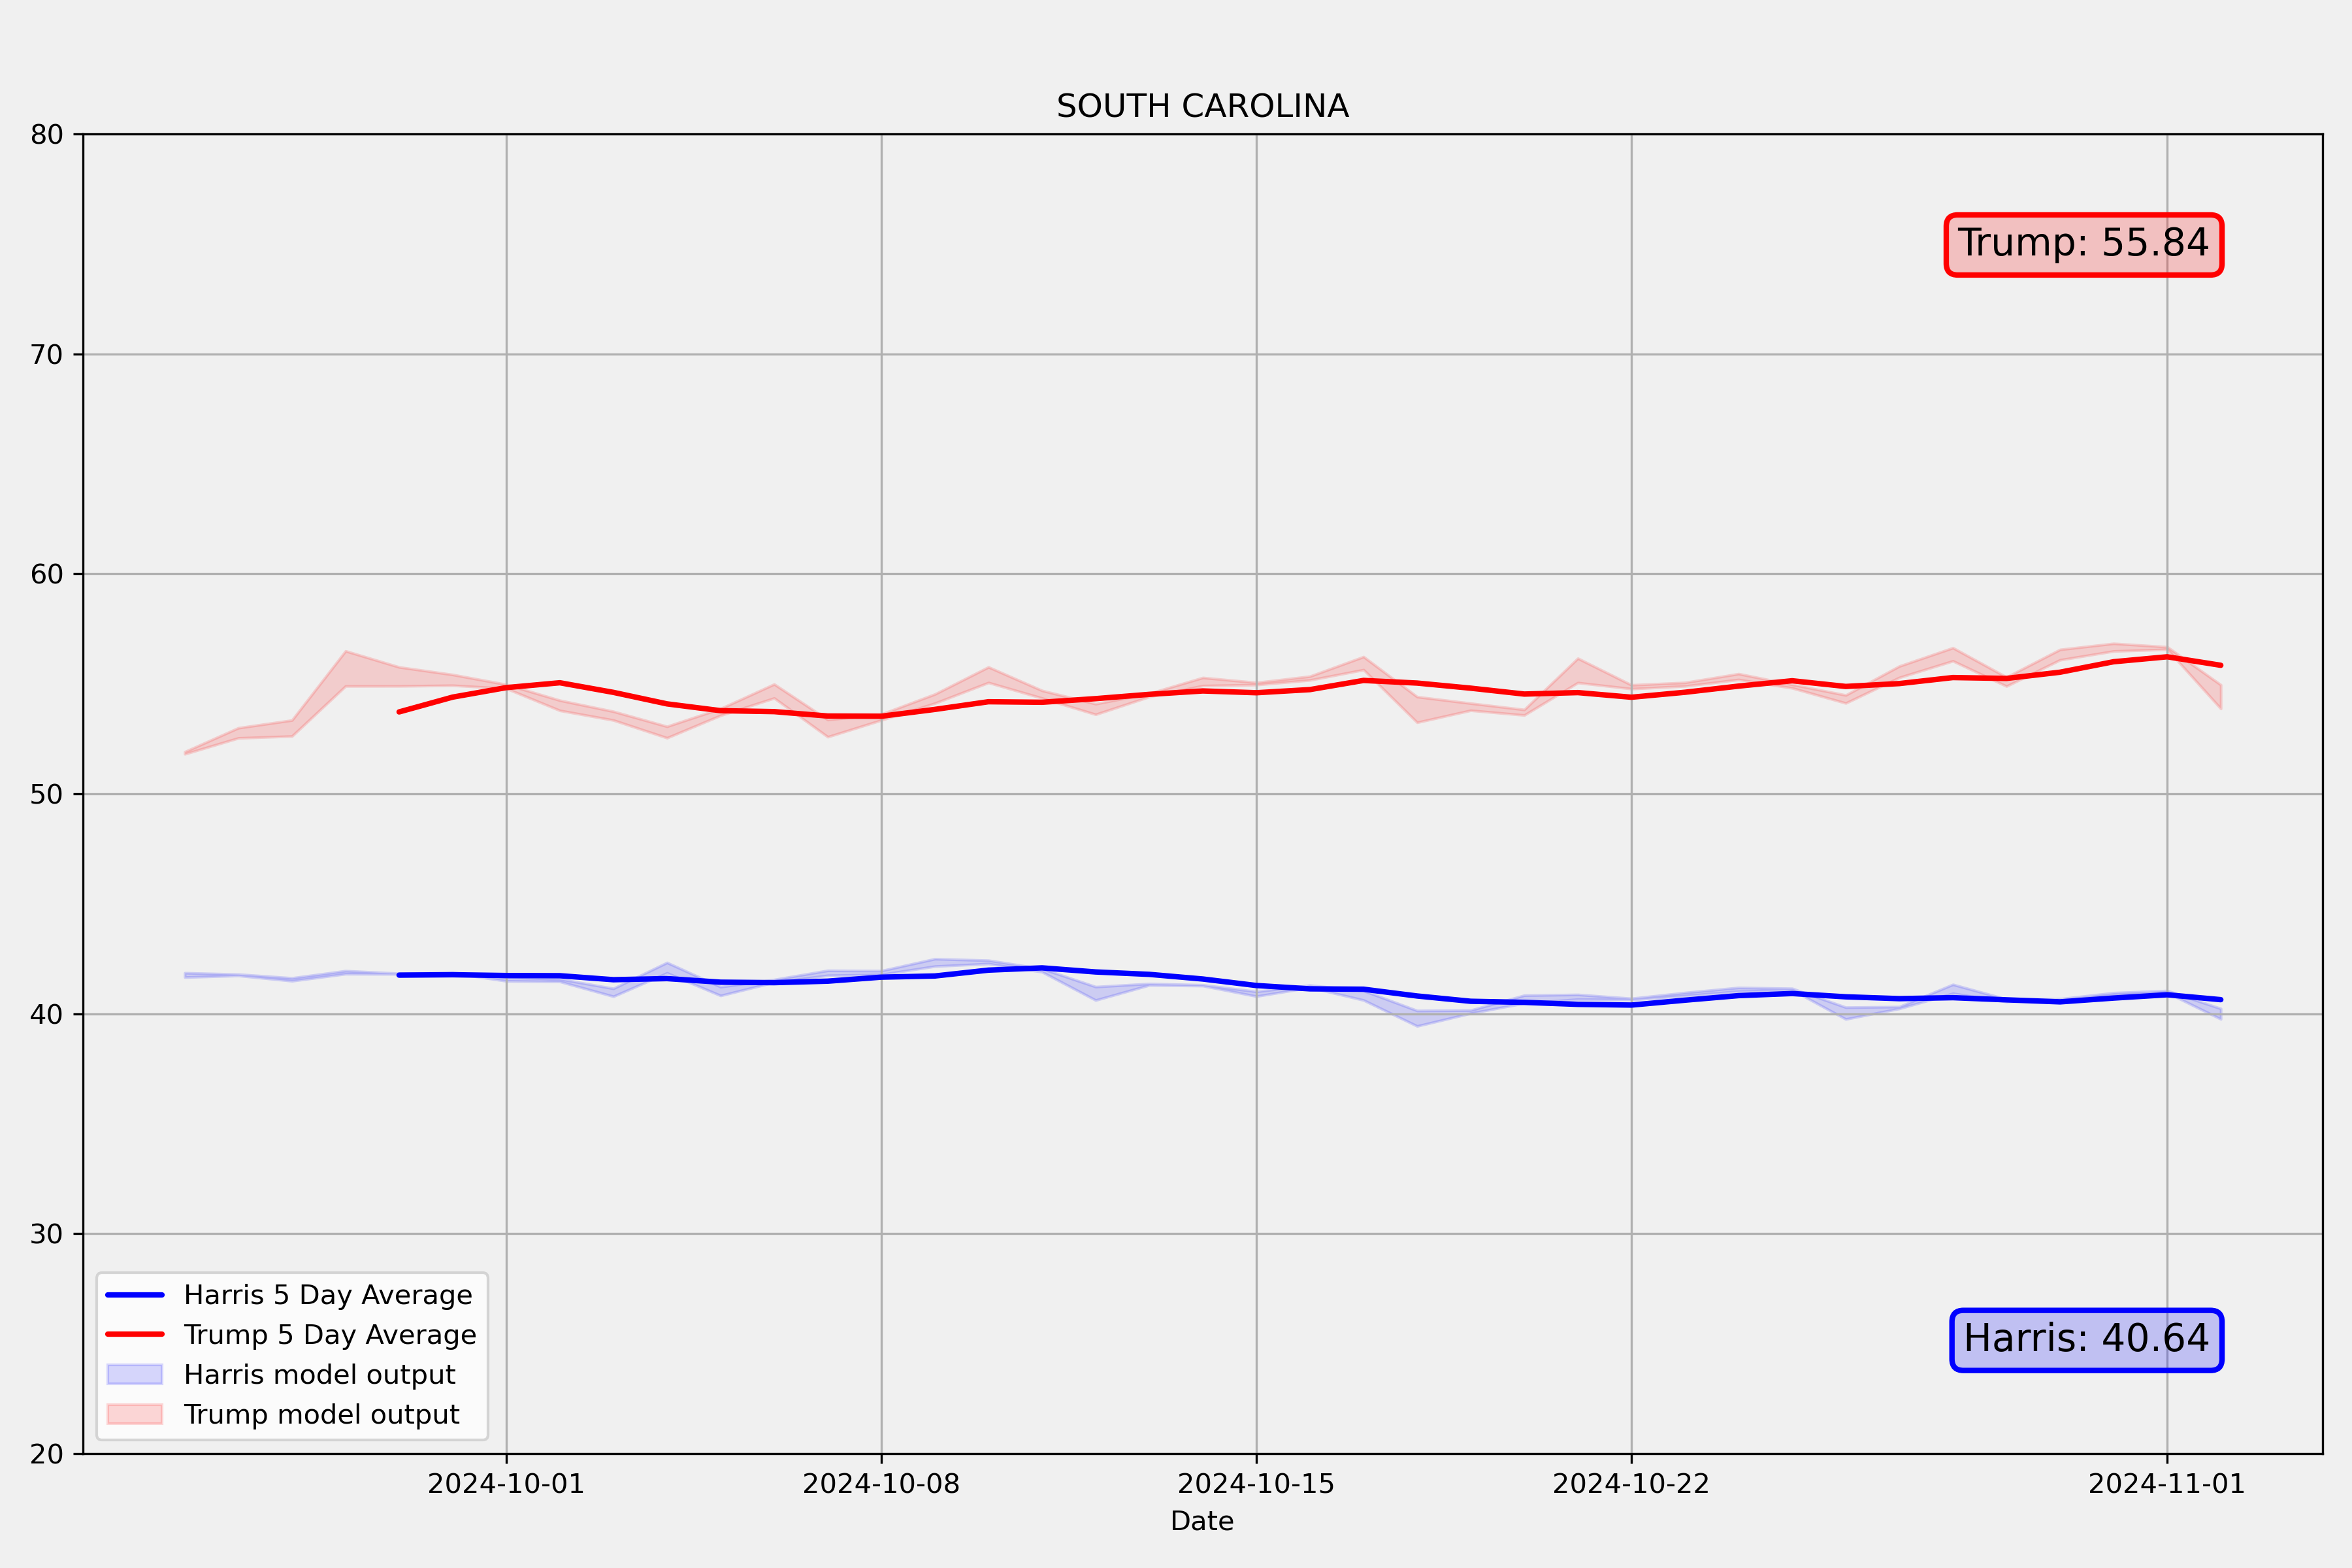 SOUTH CAROLINA
80
70
60
50
40
30
20
Trump: 55.84
Harris: 40.64
Harris 5 Day Average
Trump 5 Day Average
Harris model output
Trump model output
2024-10-01
2024-10-08
2024-10-15
2024-10-22
2024-11-01
Date